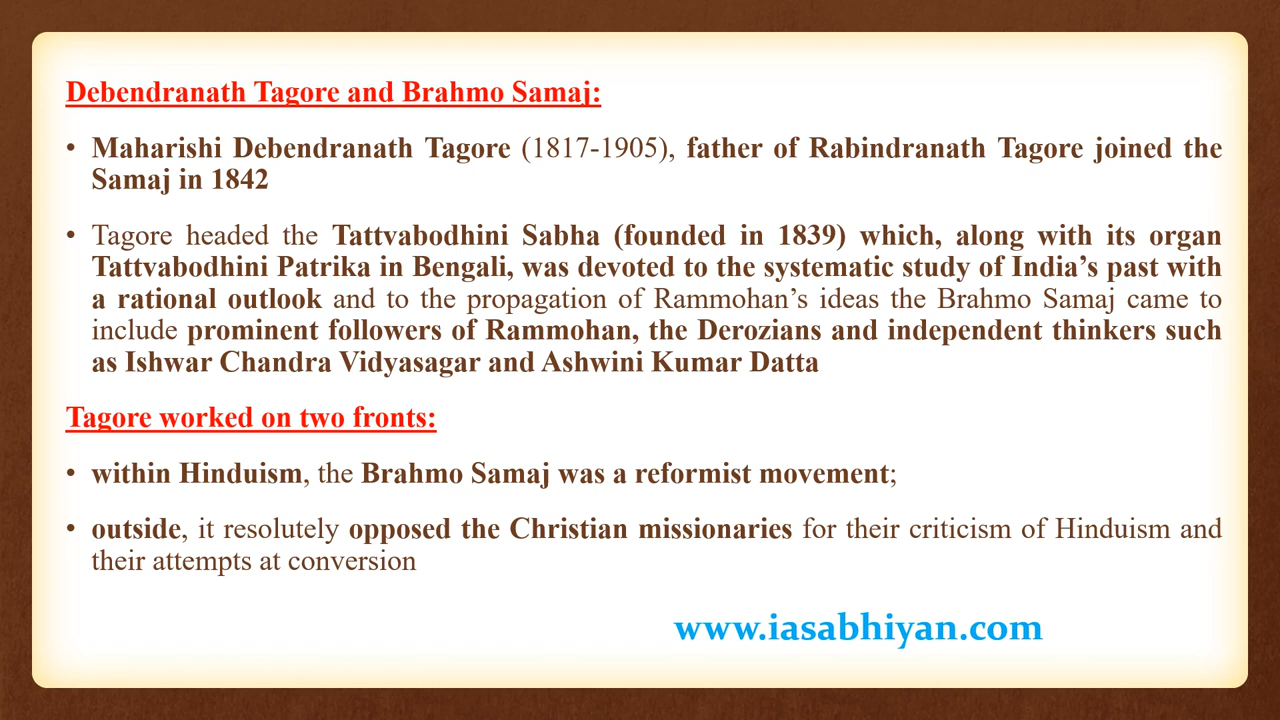 Debendranath Tagore and Brahmo Samaj:
• Maharishi Debendranath Tagore (1817-1905), father of Rabindranath Tagore joined the
Samaj in 1842
• Tagore headed the Tattvabodhini Sabha (founded in 1839) which, along with its organ
Tattvabodhini Patrika in Bengali, was devoted to the systematic study of India’s past with
a rational outlook and to the propagation of Rammohan’s ideas the Brahmo Samaj came to
include prominent followers of Rammohan, the Derozians and independent thinkers such
as Ishwar Chandra Vidyasagar and Ashwini Kumar Datta
Tagore worked on two fronts:
• within Hinduism, the Brahmo Samaj was a reformist movement;
• outside, it resolutely opposed the Christian missionaries for their criticism of Hinduism and
their attempts at conversion
www.iasabhiyan.com